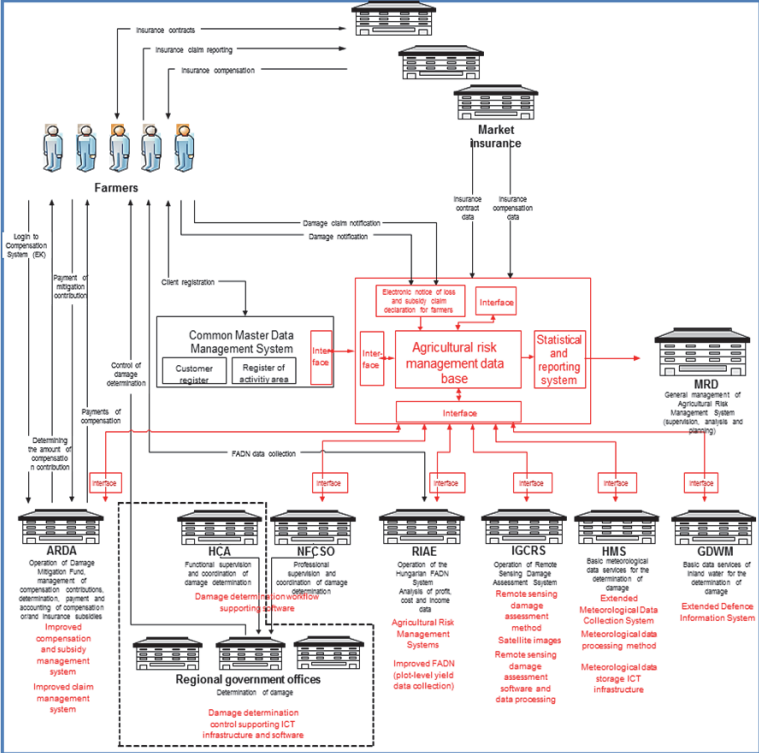 Insurance contracts
Insurance claim reporting
Insurance compensation
Market
insurance
Farmers
Insurance
contract
data
Insurance
compensation
data
Damage claim notification
Damage notification
Login to
Compensation
System (EK)
Payment of
mitigation
contribution
Client registration
Electronic notice of loss
and subsidy claim
declaration for farmers
Interface
Common Master Data
Management System
Customer
register
Register of
activitiy area
Inter-
face
Inter-
face
Agricultural risk
management data
base
Statistical
and
reporting
system
Interface
MRD
General management of
Agricultural Risk
Management System
(supervision, analysis and
planning)
Control of
damage
determination
Payments of
compensation
Determining
the amount of
compensatio
n contribution
FADN data collection
Interface
Interface
Interface
Interface
Interface
Interface
ARDA
Operation of Damage
Mitigation Fund,
management of
compensation contributions,
determination, payment and
accounting of compensation
or/and insurance subsidies
Improved
compensation
and subsidy
management
system
Improved claim
management
system
HCA
Functional supervision
and coordination of
damage determination
NFCSO
Professional
supervision and
coordination of damage
determination
Damage determination workflow
supporting software
RIAE
Operation of the
Hungarian FADN
System
Analysis of profit,
cost and income
data
Agricultural Risk
Management
Systems
Improved FADN
(plot-level yield
data collection)
IGCRS
Operation of Remote
Sensing Damage
Assessment System
Remote sensing
damage
assessment
method
Satellite images
Remote sensing
damage
assessment
software and
data processing
HMS
Basic meteorological
data services for the
determination of
damage
Extended
Meteorological Data
Collection System
Meteorological data
processing method
Meteorological data
storage ICT
infrastructure
GDWM
Basic data services of
inland water for the
determination of
damage
Extended Defence
Information System
Regional government offices
Determination of damage
Damage determination
control supporting ICT
infrastructure and software